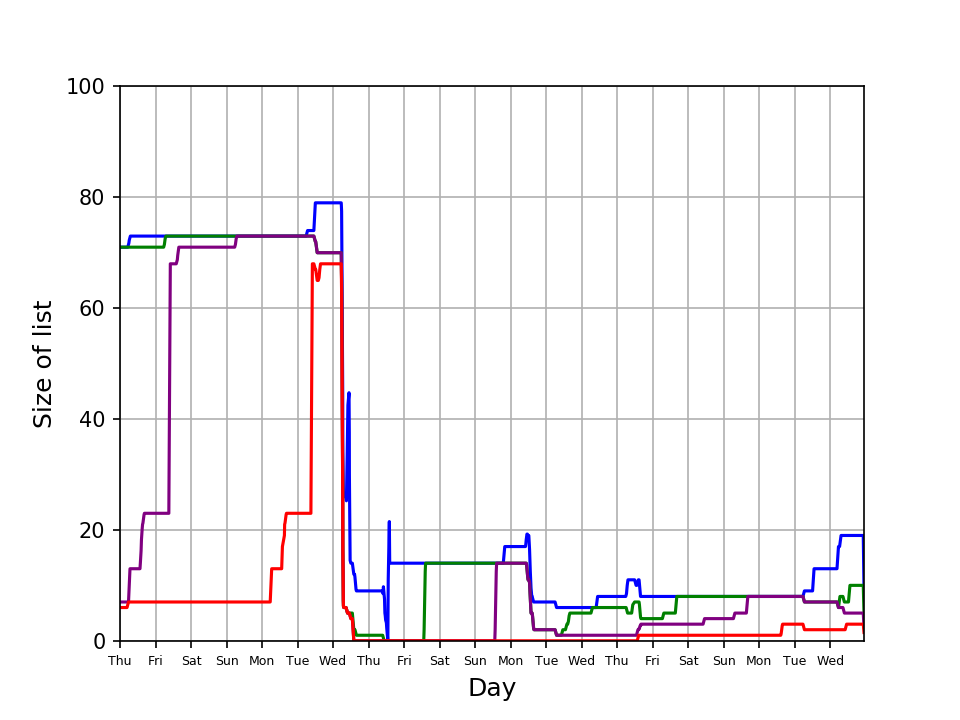 100
80
60
40
20
0
Size of list
Thu Fri Sat Sun Mon Tue Wed Thu Fri Sat Sun Mon Tue Wed Thu Fri Sat Sun Mon Tue Wed
Day